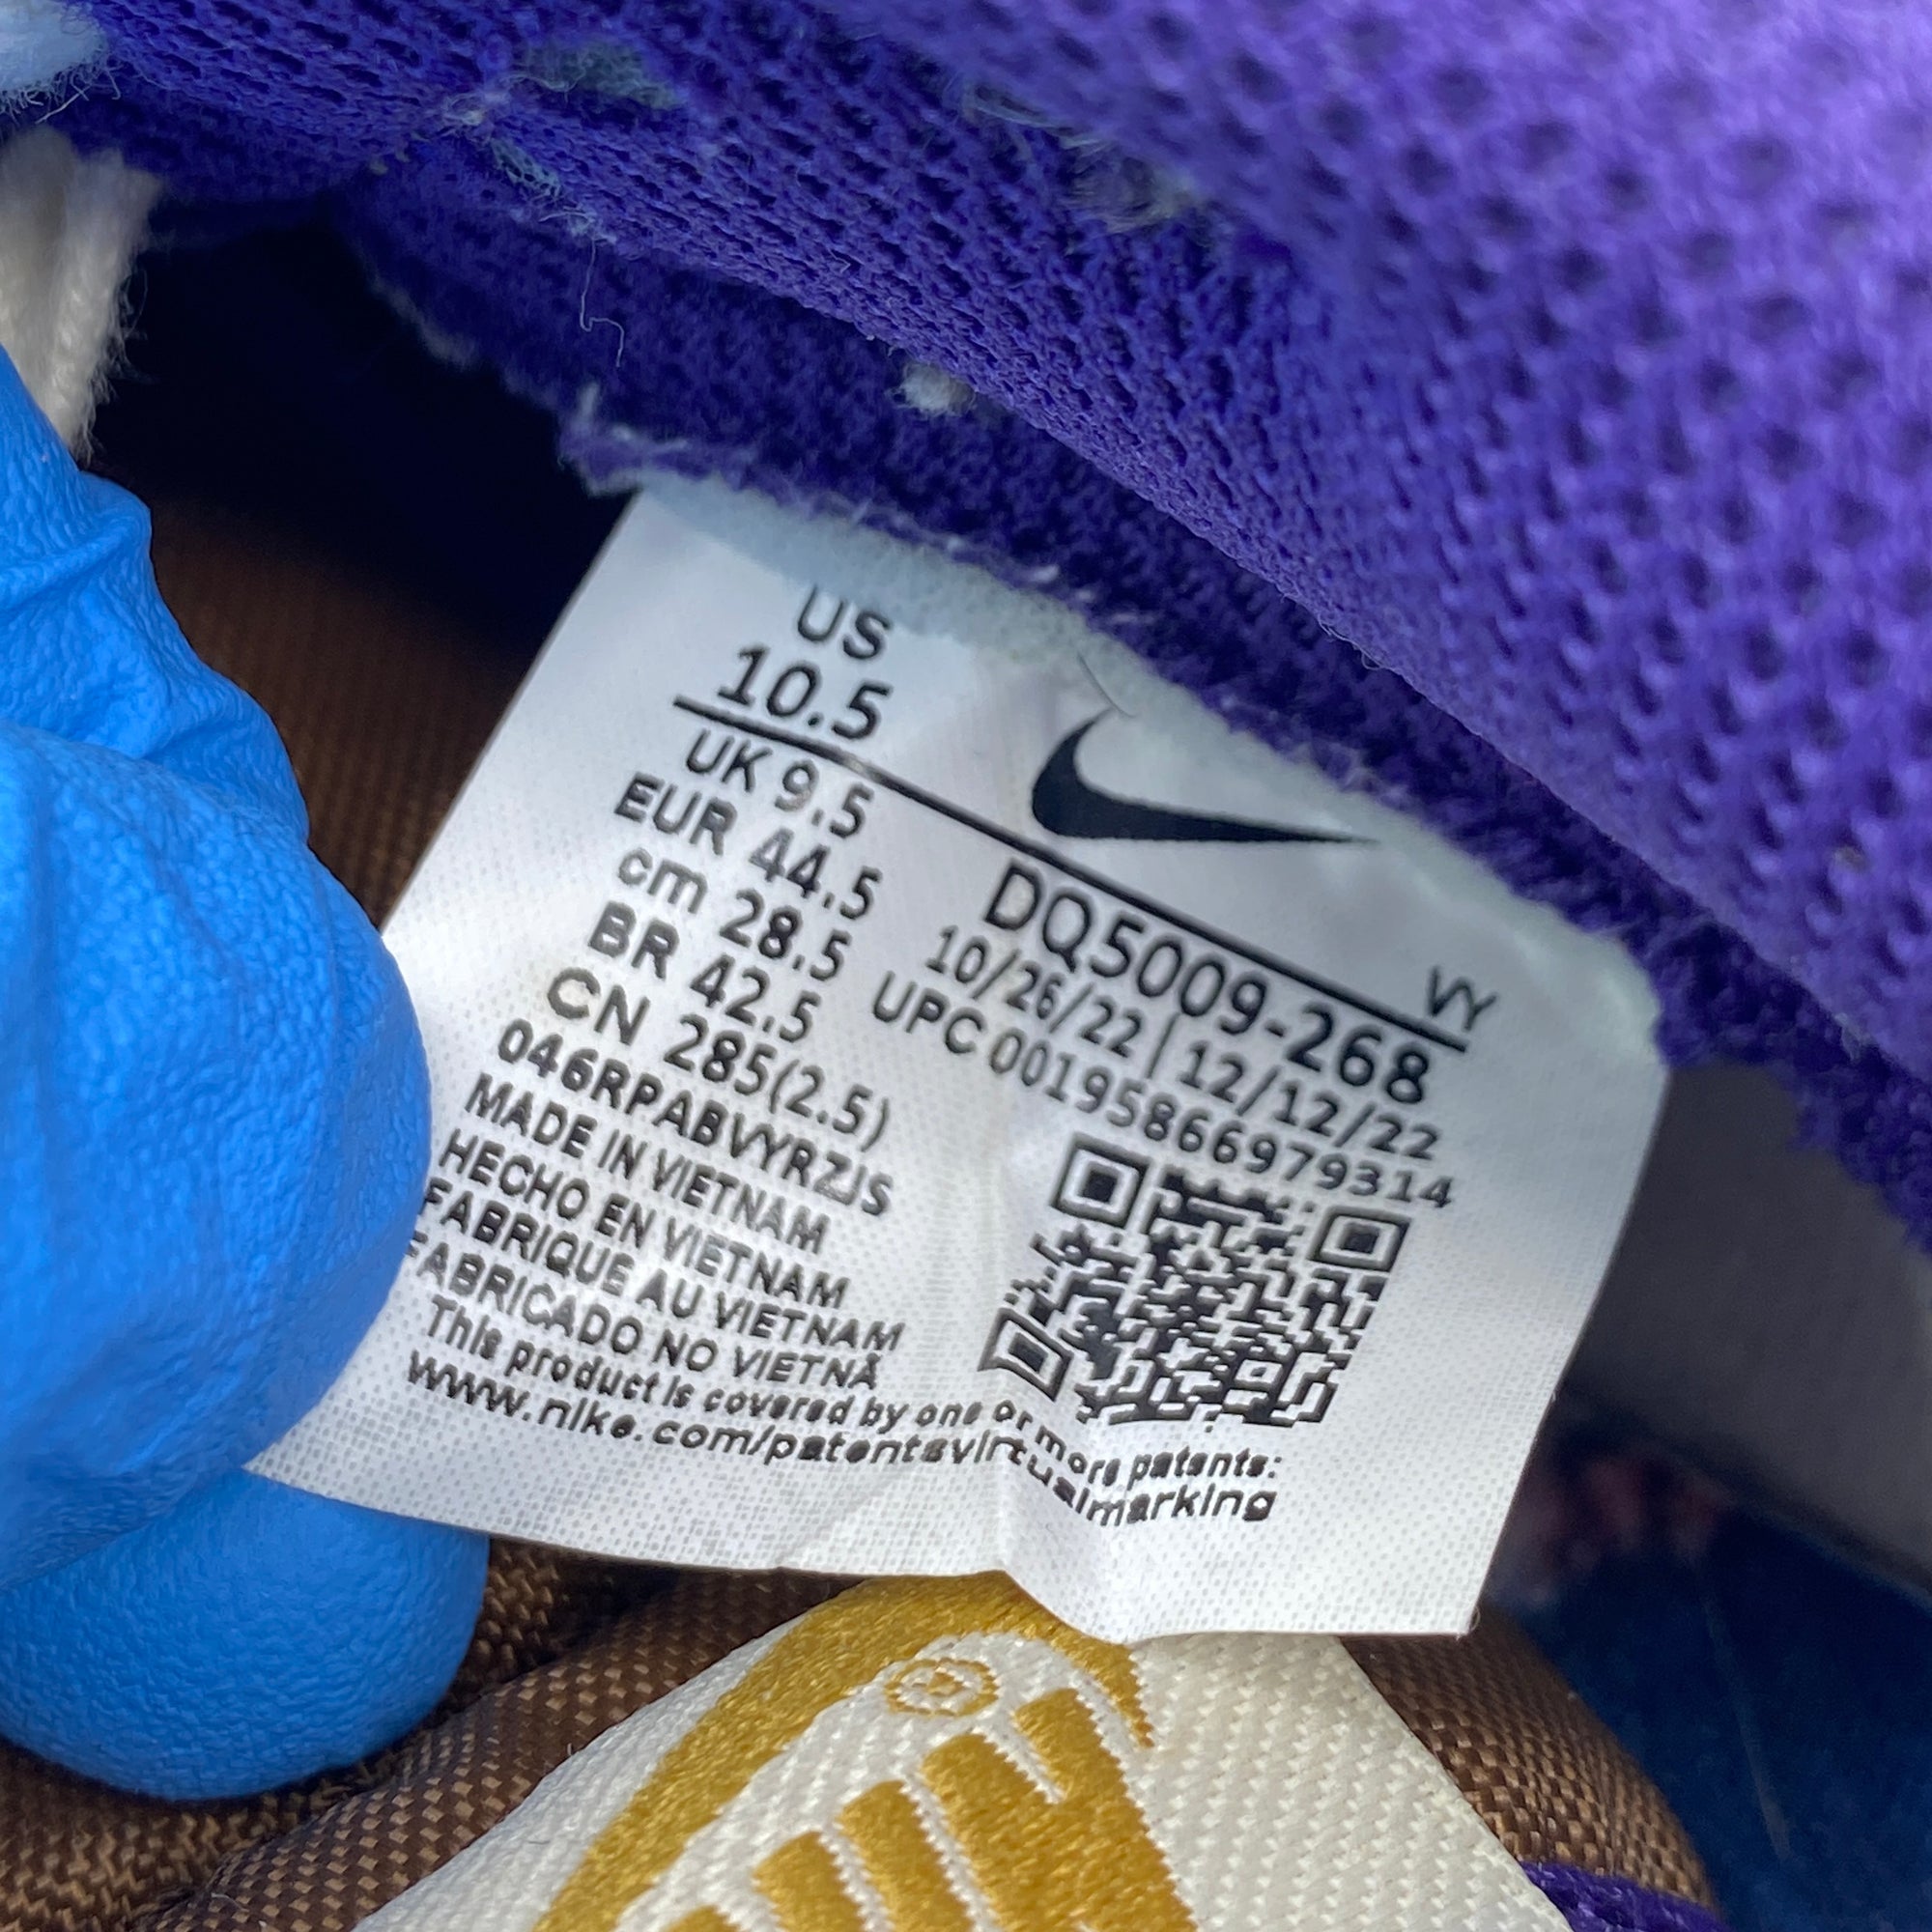 US
10.5
UK 9.5
EUR 44.5
cm 28.5
BR 42.5
CN 285(2.5)
046RPABVYRZJS
MADE IN VIETNAM
HECHO EN VIETNAM
FABRIQUE AU VIETNAM
FABRICADO NO VIETNÃ
This product is covered by one or more patents:
www.nike.com/patentsvirtualmarking
VY
DQ5009-268
10/26/22 | 12/12/22
UPC 00195866979314